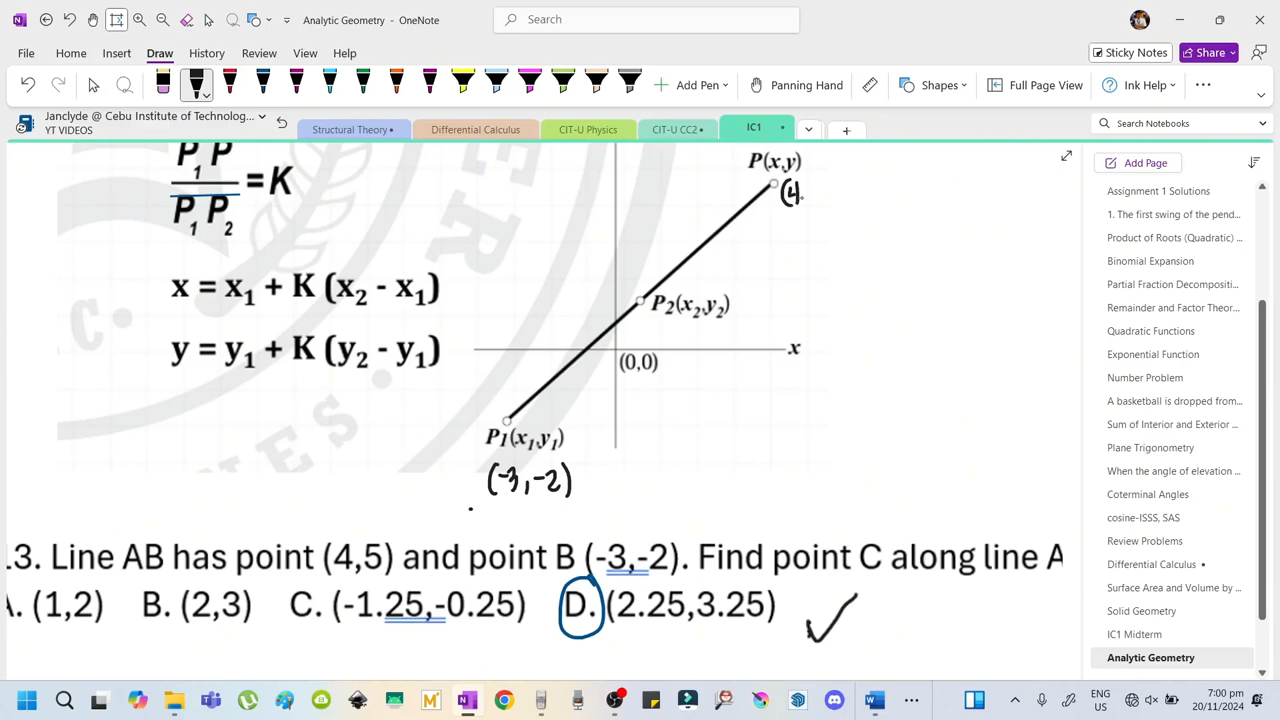 Analytic Geometry - OneNote
Search
File Home Insert Draw History Review View Help
Sticky Notes Share
Add Pen Panning Hand Shapes Full Page View Ink Help
Janclyde @ Cebu Institute of Technolog...
YT VIDEOS
Structural Theory Differential Calculus CIT-U Physics CIT-U CC2 IC1
Search Notebooks
Add Page
Assignment 1 Solutions
1. The first swing of the pend...
Product of Roots (Quadratic) ...
Binomial Expansion
Partial Fraction Decompositi...
Remainder and Factor Theor...
Quadratic Functions
Exponential Function
Number Problem
A basketball is dropped from...
Sum of Interior and Exterior ...
Plane Trigonometry
When the angle of elevation ...
Coterminal Angles
cosine-ISSS, SAS
Review Problems
Differential Calculus
Surface Area and Volume by ...
Solid Geometry
IC1 Midterm
Analytic Geometry
P₁P
P₁P₂ = K
x = x₁ + K (x₂ - x₁)
y = y₁ + K (y₂ - y₁)
P(x,y)
(4
P2(x₂,y₂)
x
(0,0)
P1(x₁,y₁)
(-3,-2)
13. Line AB has point (4,5) and point B (-3,-2). Find point C along line A
A. (1,2) B. (2,3) C. (-1.25,-0.25) D. (2.25,3.25)
ENG
US
7:00 pm
20/11/2024